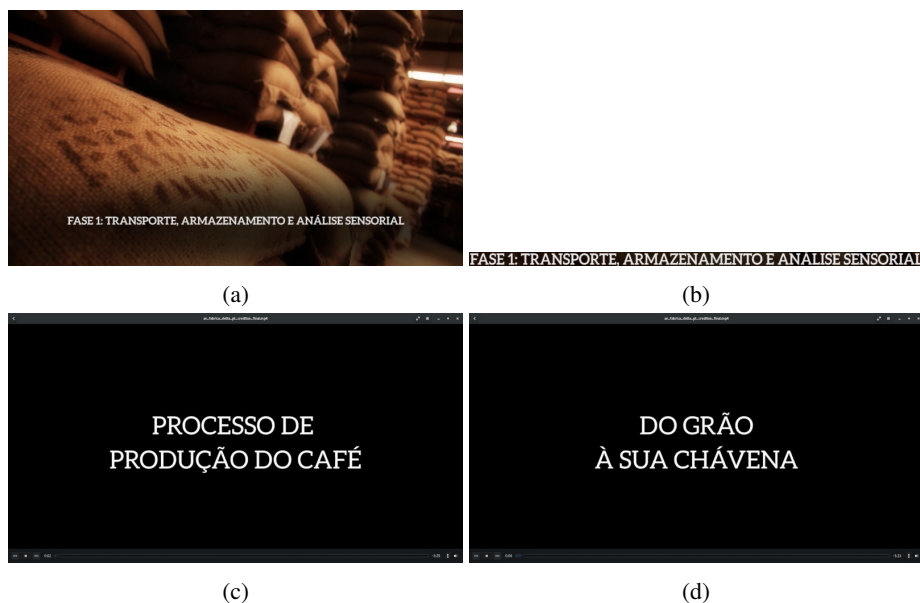 FASE 1: TRANSPORTE, ARMAZENAMENTO E ANÁLISE SENSORIAL
FASE 1: TRANSPORTE, ARMAZENAMENTO E ANALISE SENSORIAL
(a)
(b)
PROCESSO DE
PRODUÇÃO DO CAFÉ
DO GRÃO
À SUA CHÁVENA
(c)
(d)